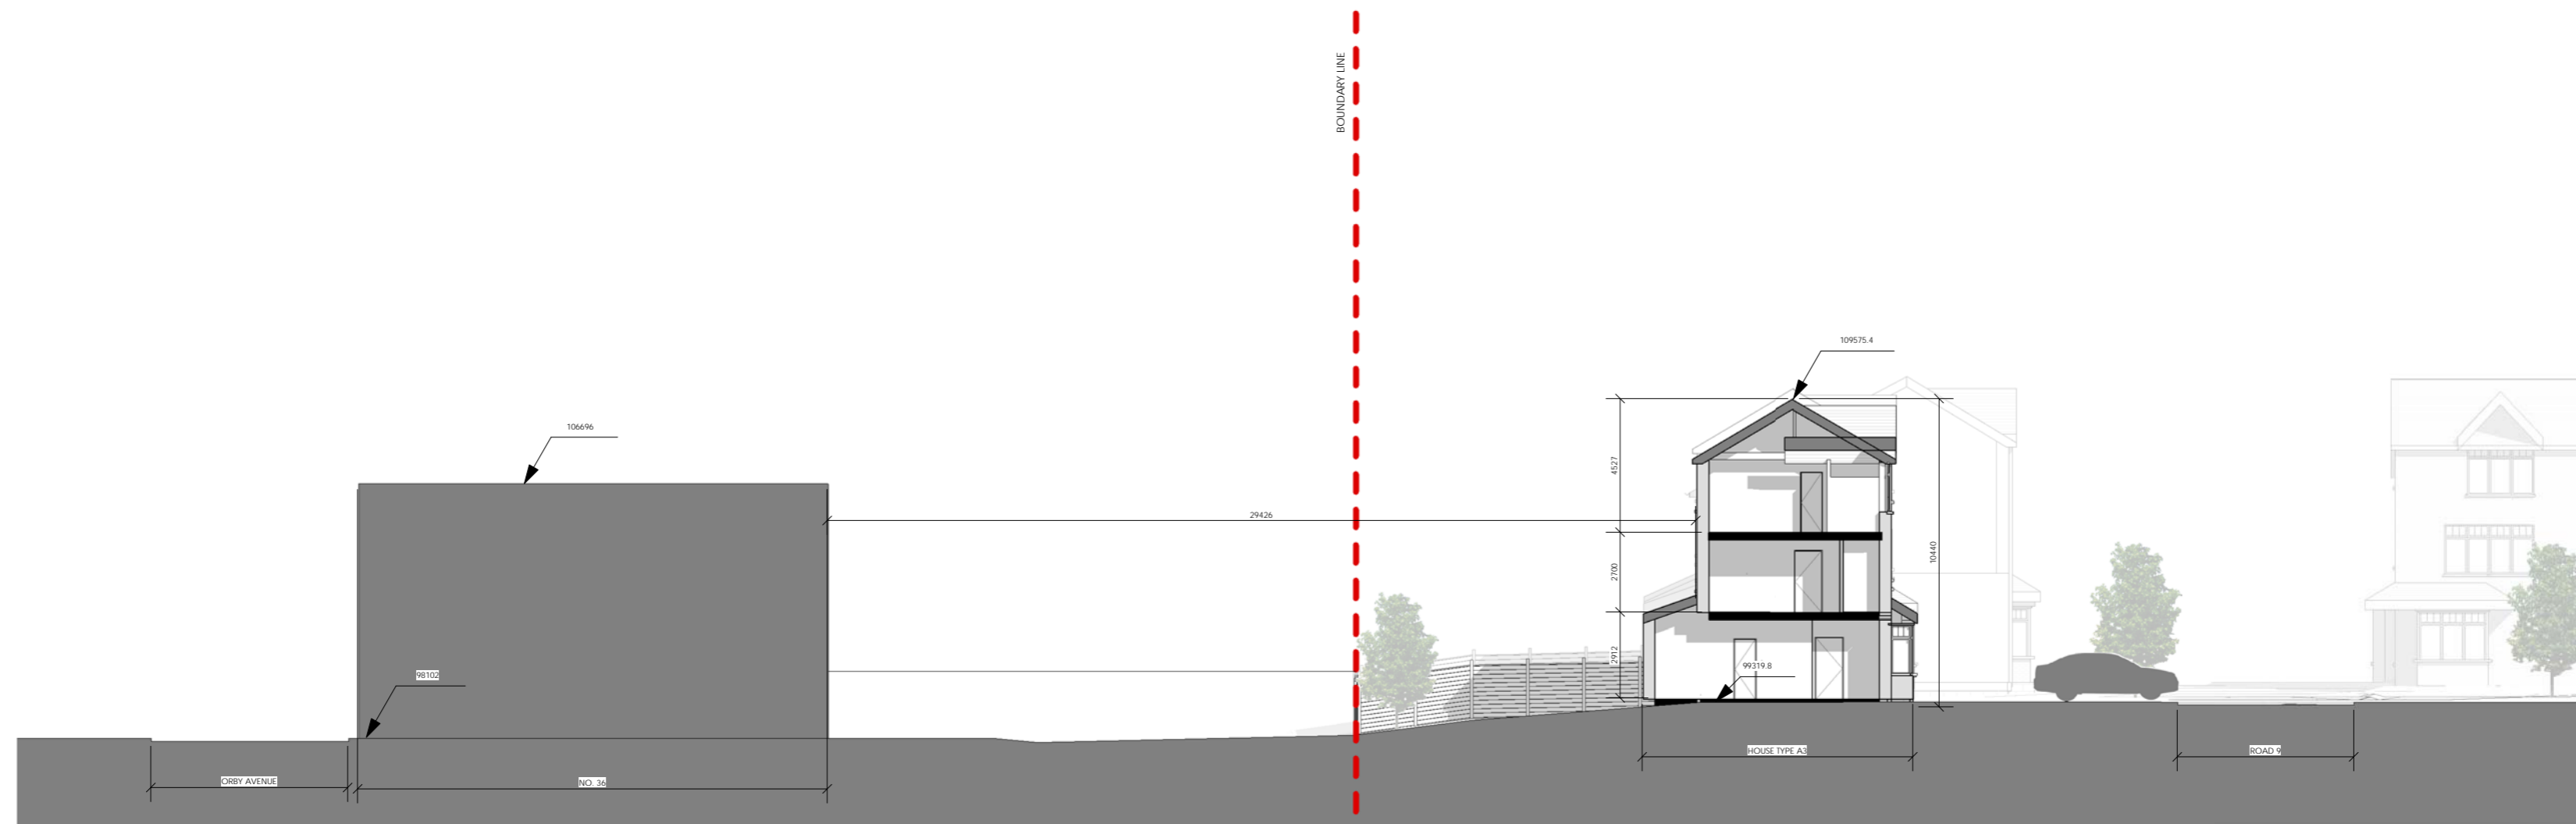 BOUNDARY LINE
109575.4
106696
4527
29426
10440
2700
2912
99319.8
98102
HOUSE TYPE A3
ROAD 9
ORBY AVENUE
NO. 36